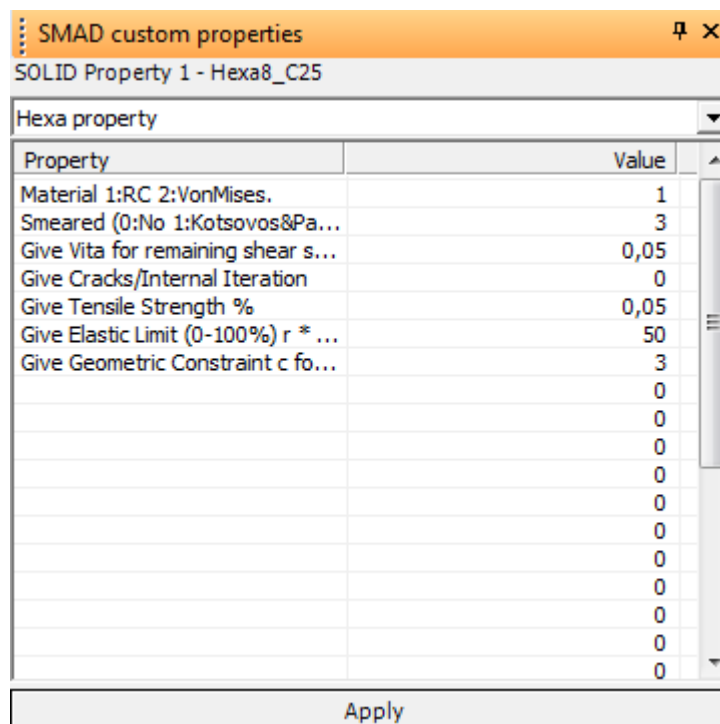 SMAD custom properties
SOLID Property 1 - Hexa8_C25
Hexa property
Property Value
Material 1:RC 2:VonMises. 1
Smeared (0:No 1:Kotsovos&Pa... 3
Give Vita for remaining shear s... 0,05
Give Cracks/Internal Iteration 0
Give Tensile Strength % 0,05
Give Elastic Limit (0-100%) r * ... 50
Give Geometric Constraint c fo... 3
0
0
0
0
0
0
0
0
0
0
0
Apply